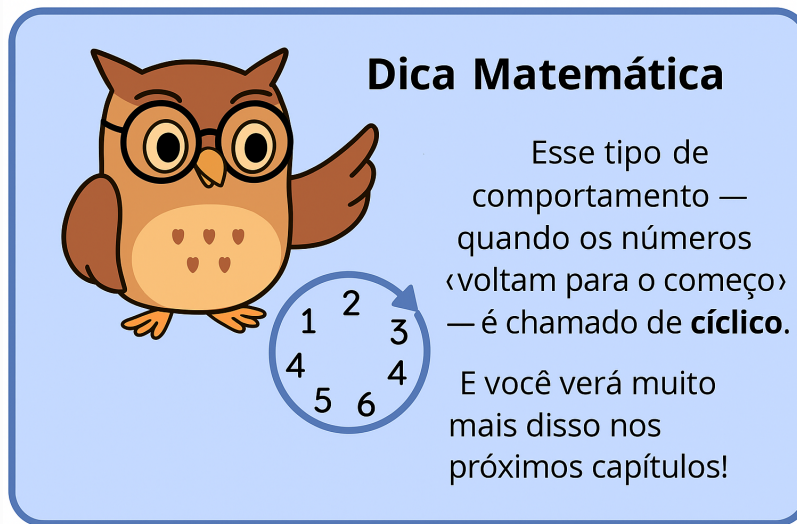 Dica Matemática
Esse tipo de
comportamento —
quando os números
‹voltam para o começo›
— é chamado de cíclico.
E você verá muito
mais disso nos
próximos capítulos!
1 2 3
4 4
5 6